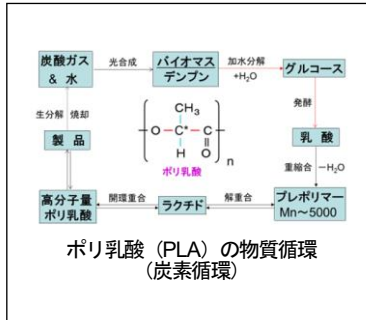 炭酸ガス
& 水
光合成
バイオマス
デンプン
加水分解
+H₂O
グルコース
生分解 焼却
発酵
CH₃
O C* C
H O
n
ポリ乳酸
製 品
乳 酸
重縮合 −H₂O
高分子量
ポリ乳酸
開環重合
ラクチド
解重合
プレポリマー
Mn～5000
ポリ乳酸（PLA）の物質循環
（炭素循環）